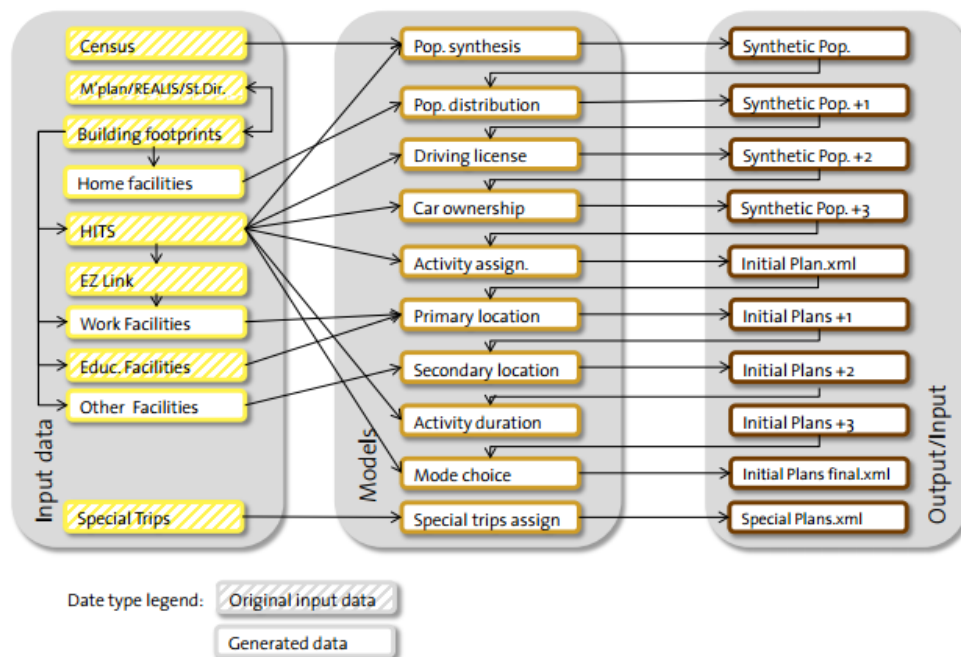 Census
M'plan/REALIS/St.Dir.
Building footprints
Home facilities
HITS
EZ Link
Work Facilities
Educ. Facilities
Other Facilities
Special Trips
Input data
Pop. synthesis
Pop. distribution
Driving license
Car ownership
Activity assign.
Primary location
Secondary location
Activity duration
Mode choice
Special trips assign
Models
Synthetic Pop.
Synthetic Pop. +1
Synthetic Pop. +2
Synthetic Pop. +3
Initial Plan.xml
Initial Plans +1
Initial Plans +2
Initial Plans +3
Initial Plans final.xml
Special Plans.xml
Output/Input
Date type legend:
Original input data
Generated data